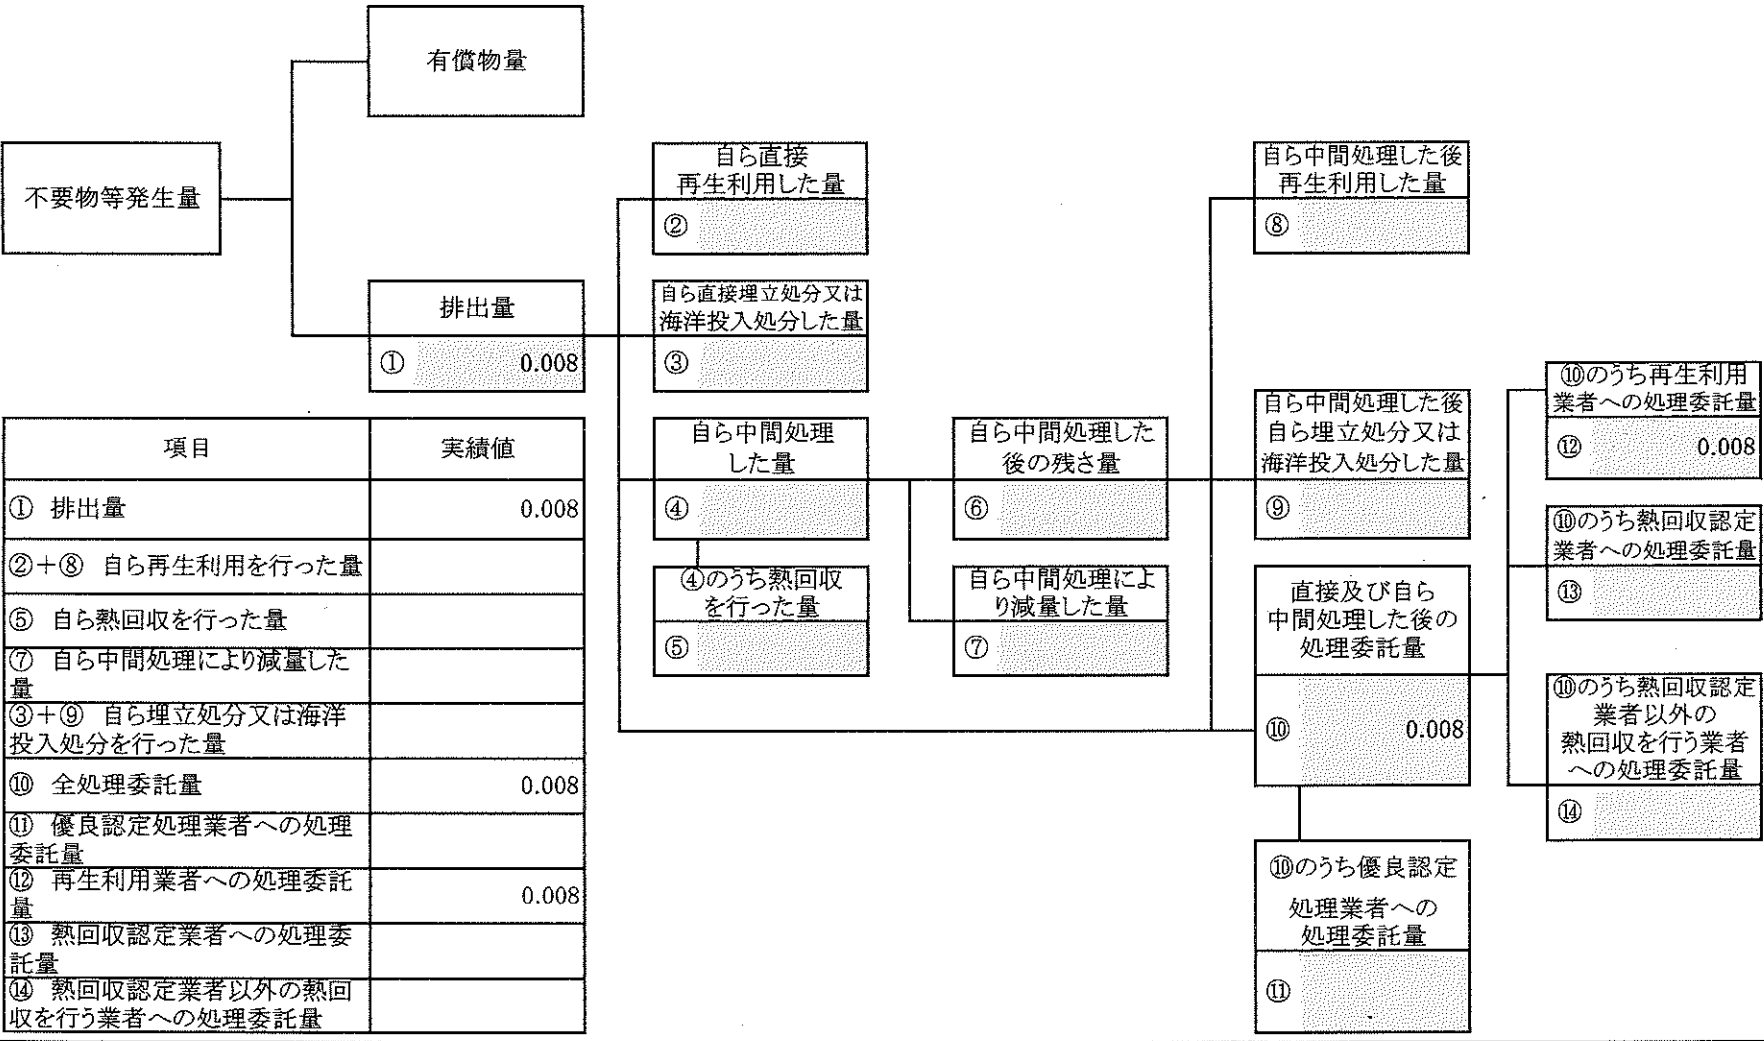 有償物量
不要物等発生量
排出量
① 0.008
自ら直接
再生利用した量
②
自ら直接埋立処分又は
海洋投入処分した量
③
自ら中間処理
した量
④
④のうち熱回収
を行った量
⑤
自ら中間処理した
後の残さ量
⑥
自ら中間処理によ
り減量した量
⑦
自ら中間処理した後
再生利用した量
⑧
自ら中間処理した後
自ら埋立処分又は
海洋投入処分した量
⑨
直接及び自ら
中間処理した後の
処理委託量
⑩ 0.008
⑩のうち優良認定
処理業者への
処理委託量
⑪
⑩のうち再生利用
業者への処理委託量
⑫ 0.008
⑩のうち熱回収認定
業者への処理委託量
⑬
⑩のうち熱回収認定
業者以外の
熱回収を行う業者
への処理委託量
⑭
項目 実績値
① 排出量 0.008
②+⑧ 自ら再生利用を行った量
⑤ 自ら熱回収を行った量
⑦ 自ら中間処理により減量した
量
③+⑨ 自ら埋立処分又は海洋
投入処分を行った量
⑩ 全処理委託量 0.008
⑪ 優良認定処理業者への処理
委託量
⑫ 再生利用業者への処理委託
量 0.008
⑬ 熱回収認定業者への処理委
託量
⑭ 熱回収認定業者以外の熱回
収を行う業者への処理委託量